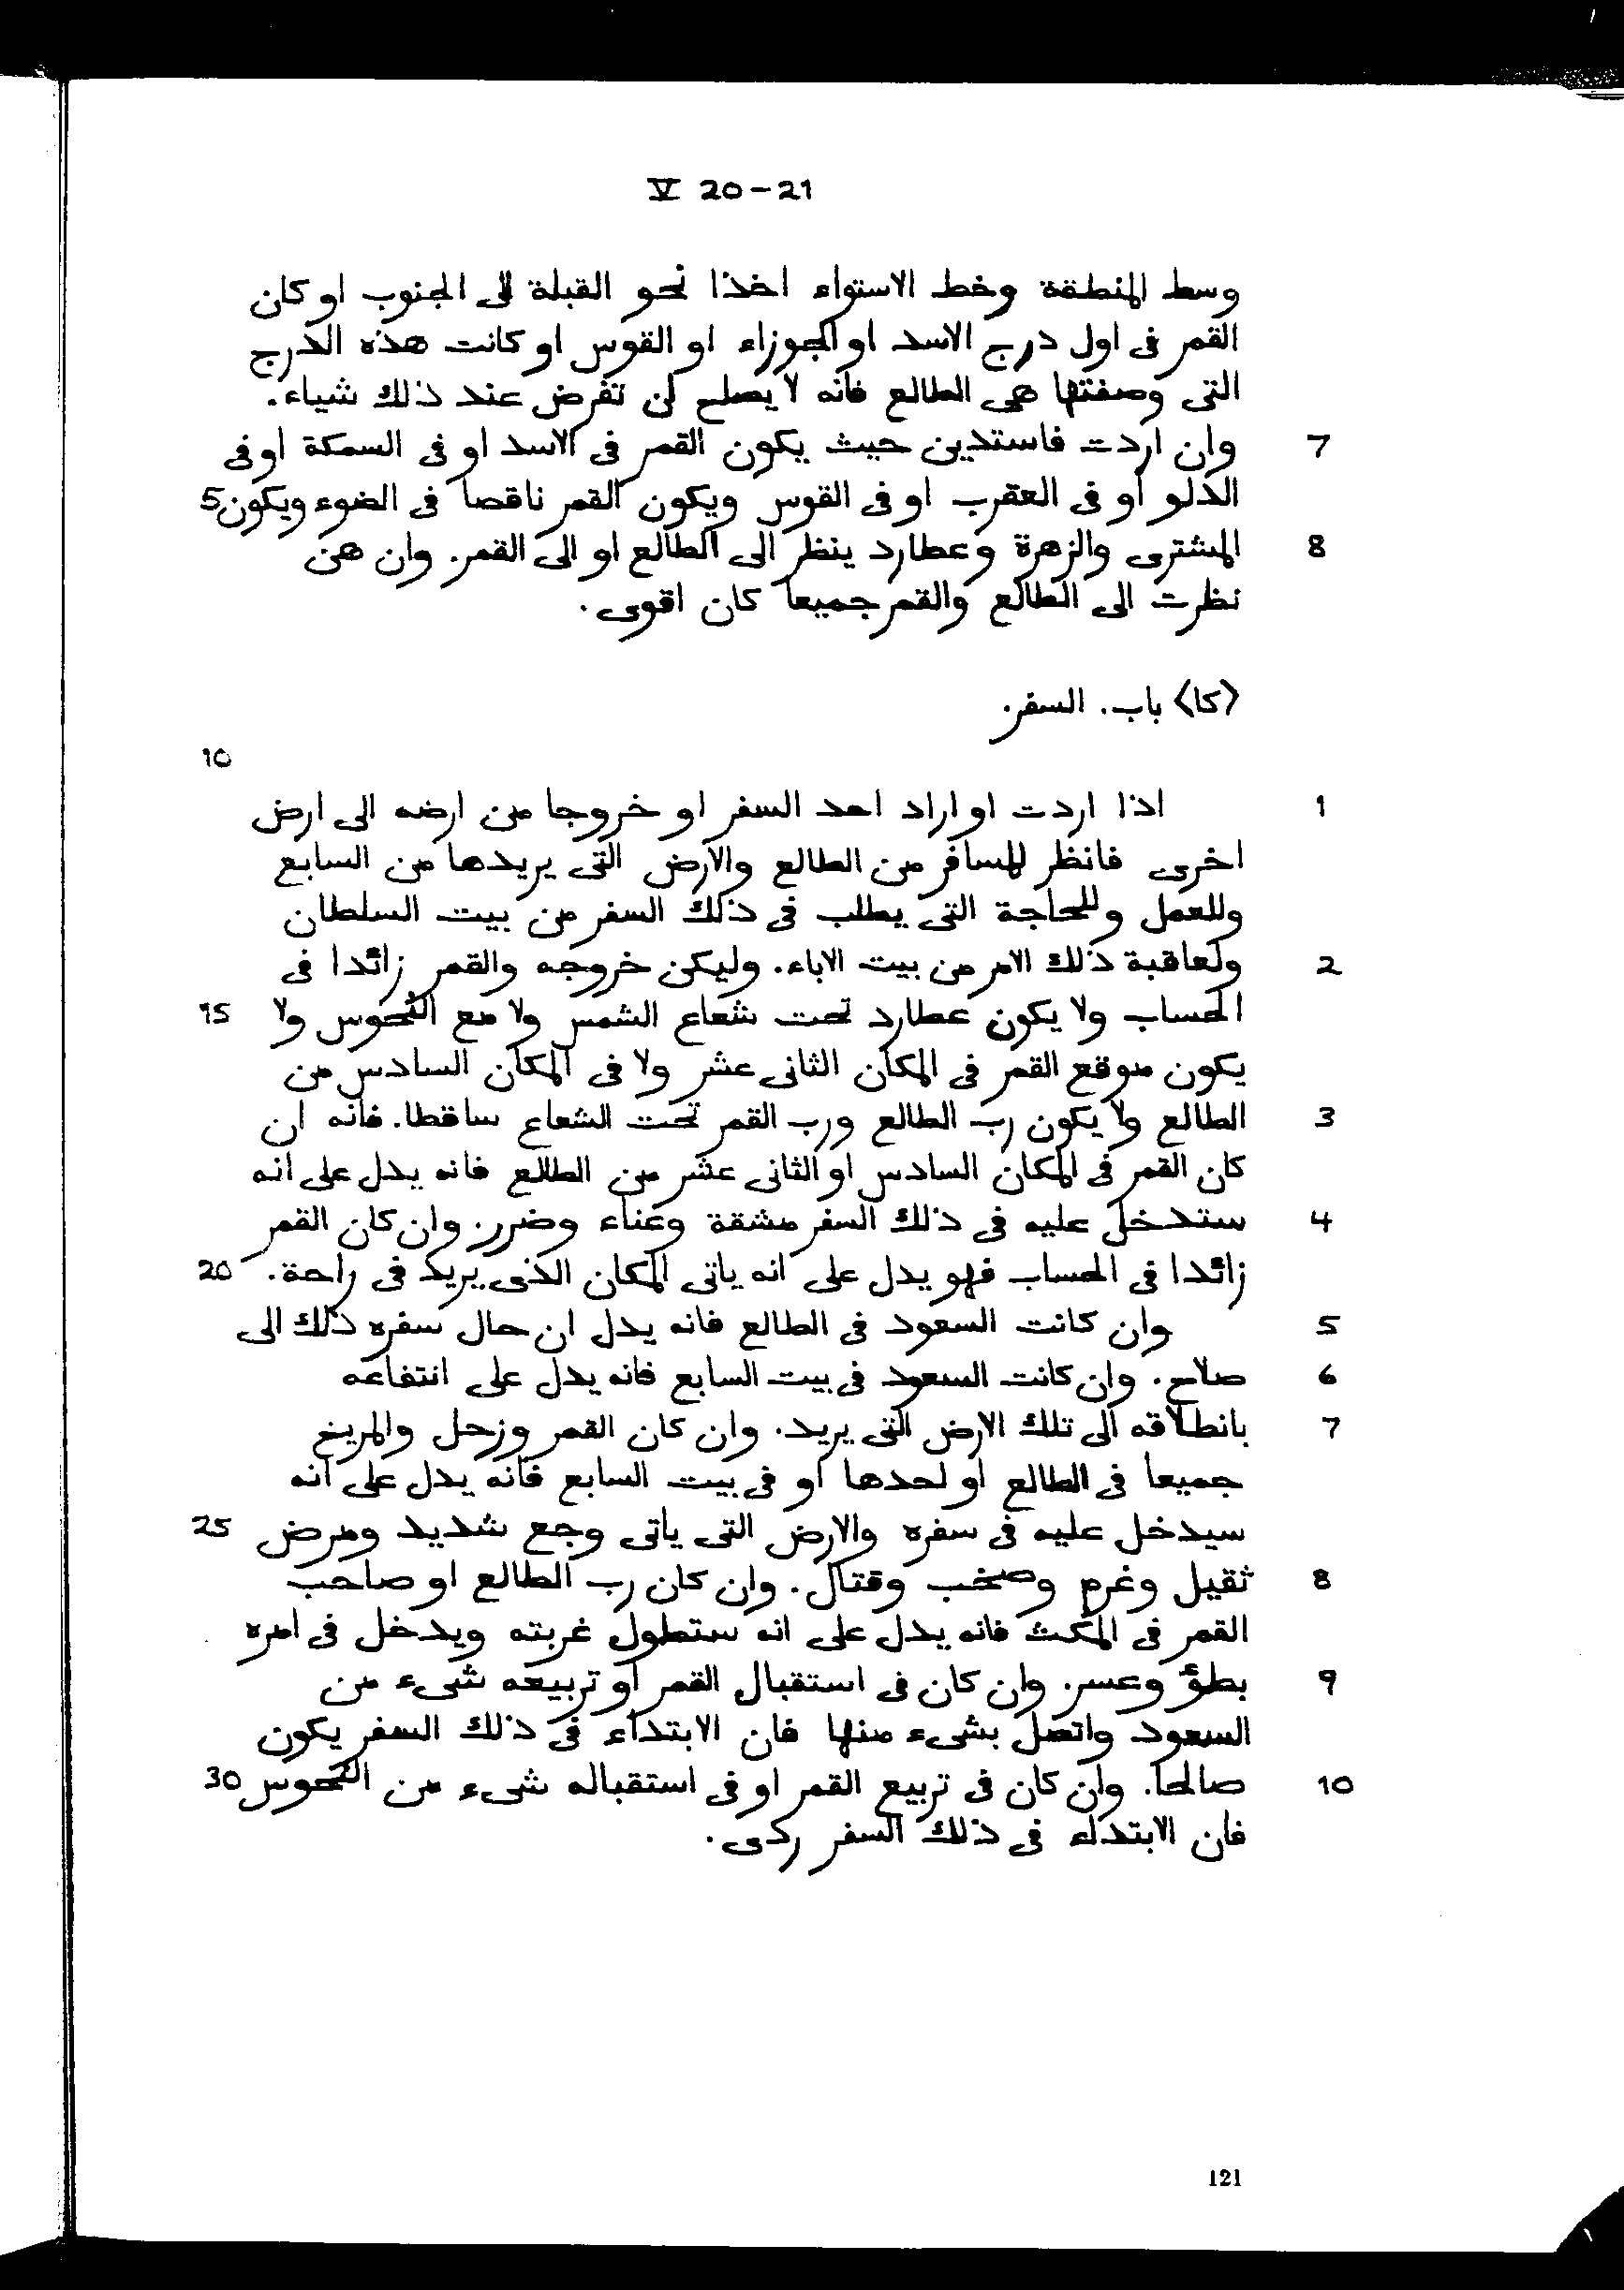 V 20-21
وسط المنطقة وخط الاستواء اخذا نحو القبلة الى الجنوب او كان
القمر فى اول درج الاسد او الجوزاء او القوس او كانت هذه الدرج
التى وصفتها هى الطالع فانه لا يصلح لن تفرض عند ذلك شياء.
7 وان اردت فاستدين حيث يكون القمر فى الاسد او فى السمكة او فى
الدلو او فى العقرب او فى القوس ويكون القمر ناقصا فى الضوء ويكون 5
8 المشترى والزهرة وعطارد ينظر الى الطالع او الى القمر. وان هن
نظرت الى الطالع والقمر جميعا كان اقوى.
<كا> باب. السفر.
10
1 اذا اردت او اراد احد السفر او خروجا من ارضه الى ارض
اخرى فانظر للمسافر من الطالع والارض التى يريدها من السابع
وللعمل وللحاجة التى يطلب فى ذلك السفر من بيت السلطان
2 ولعاقبة ذلك الامر من بيت الاباء. وليكن خروجه والقمر زائدا فى
الحساب ولا يكون عطارد تحت شعاع الشمس ولا مع النحوس ولا 15
يكون موقع القمر فى المكان الثانى عشر ولا فى المكان السادس من
3 الطالع ولا يكون رب الطالع ورب القمر تحت الشعاع ساقطا. فانه ان
كان القمر فى المكان السادس او الثانى عشر من الطالع فانه يدل على انه
4 ستدخل عليه فى ذلك السفر مشقة وعناء وضرر. وان كان القمر
زائدا فى الحساب فهو يدل على انه ياتى المكان الذى يريد فى راحة. 20
5 وان كانت السعود فى الطالع فانه يدل ان حال سفره ذلك الى
6 صلاح. وان كانت السعود فى بيت السابع فانه يدل على انتفاعه
7 بانطلاقه الى تلك الارض التى يريد. وان كان القمر وزحل والمريخ
جميعا فى الطالع او لحدها او فى بيت السابع فانه يدل على انه
سيدخل عليه فى سفره والارض التى ياتى وجع شديد ومرض 25
8 ثقيل وغرم وصخب وقتال. وان كان رب الطالع او صاحب
القمر فى المكث فانه يدل على انه ستطول غربته ويدخل فى امره
9 بطؤ وعسر. وان كان فى استقبال القمر او تربيعه شىء من
السعود واتصل بشىء منها فان الابتداء فى ذلك السفر يكون
10 صالحا. وان كان فى تربيع القمر او فى استقباله شىء من النحوس 30
فان الابتداء فى ذلك السفر ردى.
121